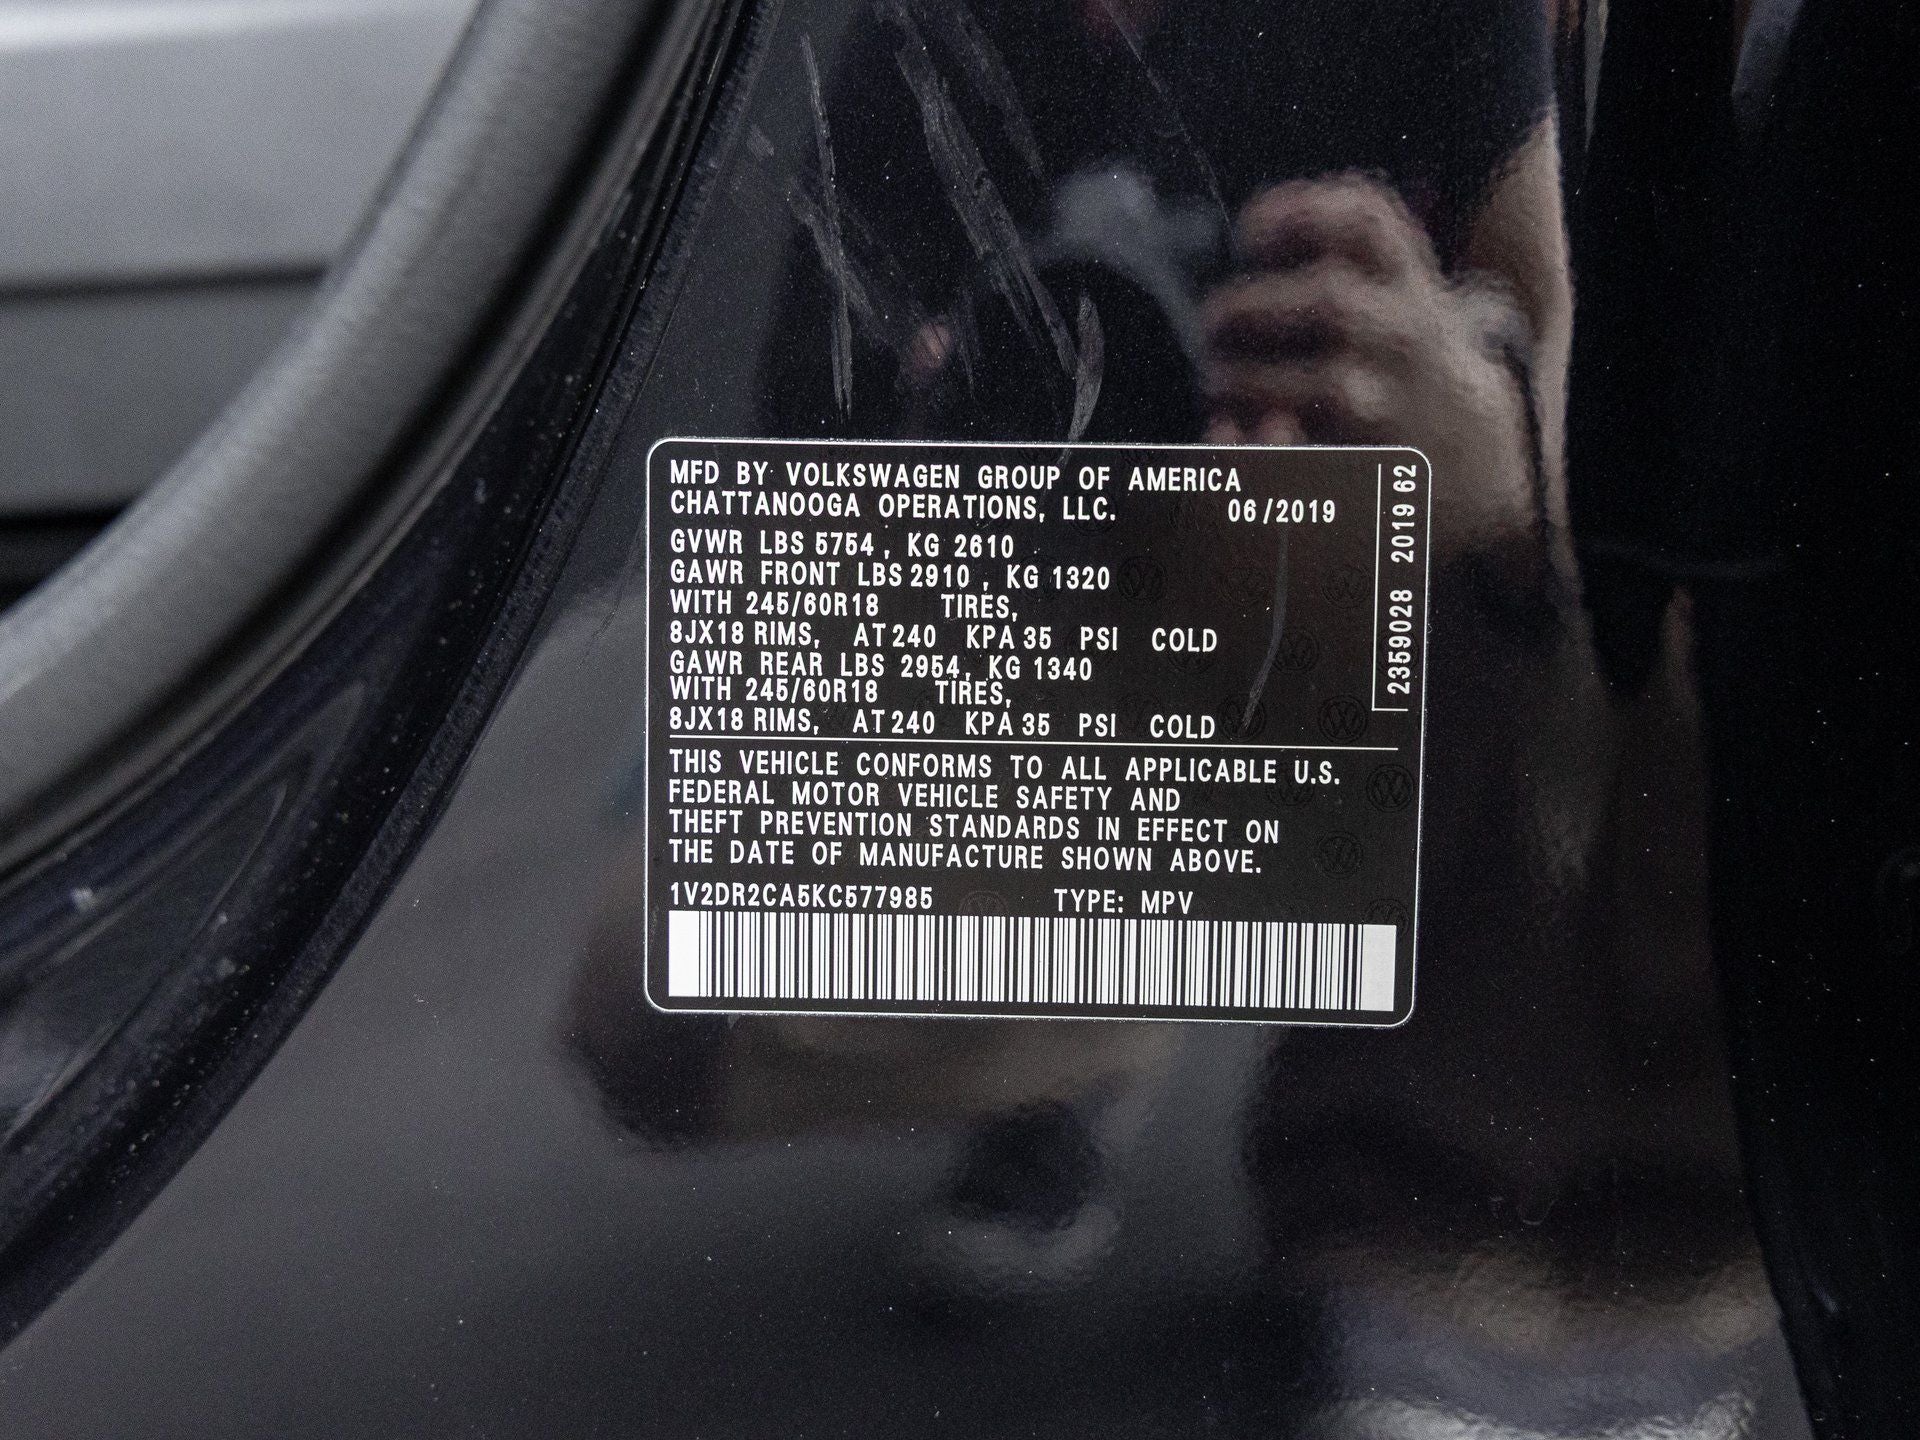 MFD BY VOLKSWAGEN GROUP OF AMERICA
CHATTANOOGA OPERATIONS, LLC. 06/2019
GVWR LBS 5754, KG 2610
GAWR FRONT LBS 2910, KG 1320
WITH 245/60R18 TIRES,
8JX18 RIMS, AT 240 KPA 35 PSI COLD
GAWR REAR LBS 2954, KG 1340
WITH 245/60R18 TIRES,
8JX18 RIMS, AT 240 KPA 35 PSI COLD
2359028 2019 62
THIS VEHICLE CONFORMS TO ALL APPLICABLE U.S.
FEDERAL MOTOR VEHICLE SAFETY AND
THEFT PREVENTION STANDARDS IN EFFECT ON
THE DATE OF MANUFACTURE SHOWN ABOVE.
1V2DR2CA5KC577985 TYPE: MPV